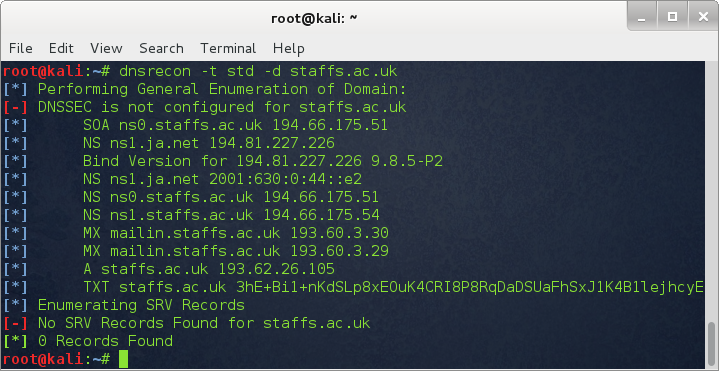 root@kali: ~
File Edit View Search Terminal Help
root@kali:~# dnsrecon -t std -d staffs.ac.uk
[*] Performing General Enumeration of Domain:
[-] DNSSEC is not configured for staffs.ac.uk
[*] SOA ns0.staffs.ac.uk 194.66.175.51
[*] NS ns1.ja.net 194.81.227.226
[*] Bind Version for 194.81.227.226 9.8.5-P2
[*] NS ns1.ja.net 2001:630:0:44::e2
[*] NS ns0.staffs.ac.uk 194.66.175.51
[*] NS ns1.staffs.ac.uk 194.66.175.54
[*] MX mailin.staffs.ac.uk 193.60.3.30
[*] MX mailin.staffs.ac.uk 193.60.3.29
[*] A staffs.ac.uk 193.62.26.105
[*] TXT staffs.ac.uk 3hE+Bi1+nKdSLp8xEOuK4CRI8P8RqDaDSUaFhSxJ1K4B1lejhcyE
[*] Enumerating SRV Records
[-] No SRV Records Found for staffs.ac.uk
[*] 0 Records Found
root@kali:~#